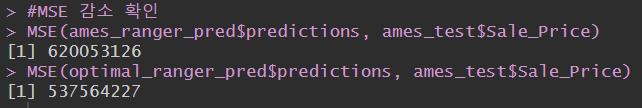 > #MSE 감소 확인
> MSE(ames_ranger_pred$predictions, ames_test$Sale_Price)
[1] 620053126
> MSE(optimal_ranger_pred$predictions, ames_test$Sale_Price)
[1] 537564227